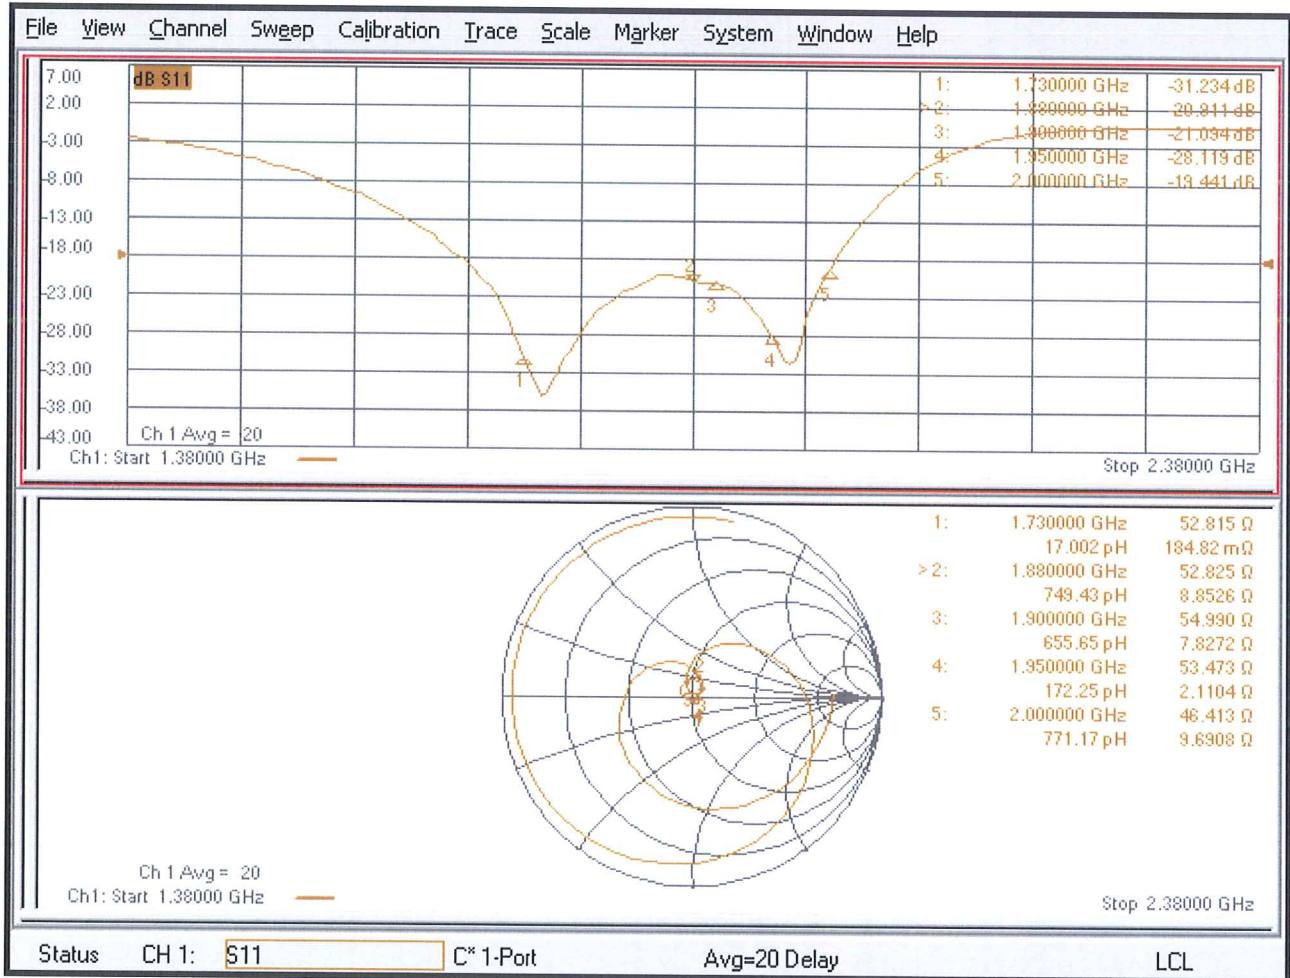 File View Channel Sweep Calibration Trace Scale Marker System Window Help
7.00
2.00
-3.00
-8.00
-13.00
-18.00
-23.00
-28.00
-33.00
-38.00
-43.00
dB S11
1: 1.730000 GHz -31.234 dB
>2: 1.880000 GHz -20.911 dB
3: 1.900000 GHz -21.094 dB
4: 1.950000 GHz -28.119 dB
5: 2.000000 GHz -19.441 dB
1
2
3
4
5
Ch 1 Avg = 20
Ch1: Start 1.38000 GHz
Stop 2.38000 GHz
1: 1.730000 GHz 52.815 Ω
17.002 pH 184.82 mΩ
>2: 1.880000 GHz 52.825 Ω
749.43 pH 8.8526 Ω
3: 1.900000 GHz 54.990 Ω
655.65 pH 7.8272 Ω
4: 1.950000 GHz 53.473 Ω
172.25 pH 2.1104 Ω
5: 2.000000 GHz 46.413 Ω
771.17 pH 9.6908 Ω
Ch 1 Avg = 20
Ch1: Start 1.38000 GHz
Stop 2.38000 GHz
Status CH 1: S11 C* 1-Port Avg=20 Delay LCL